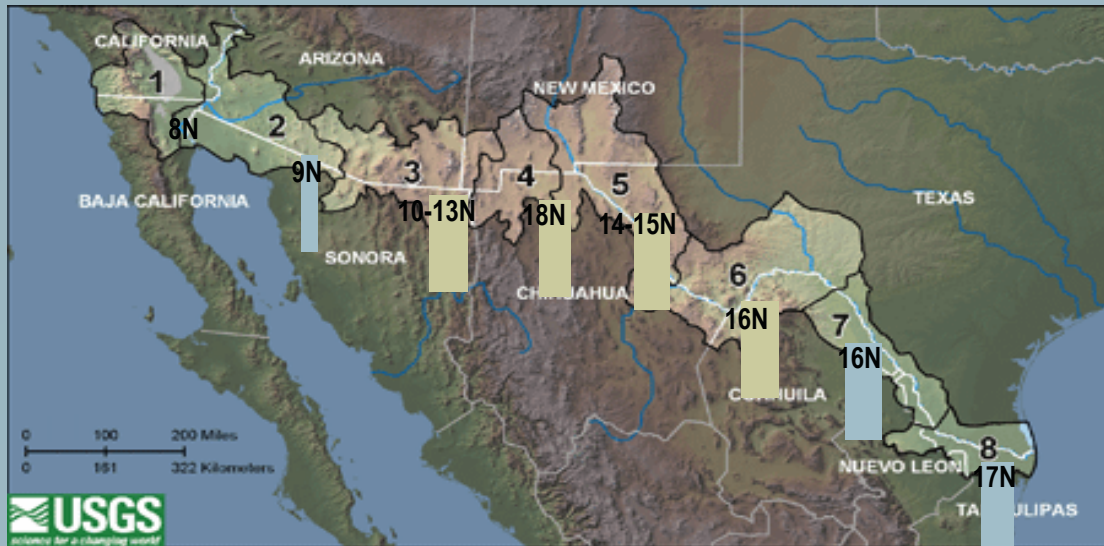 CALIFORNIA
ARIZONA
NEW MEXICO
1
2
3
4
5
8N
9N
10-13N
18N
14-15N
TEXAS
BAJA CALIFORNIA
SONORA
CHIHUAHUA
6
16N
7
16N
NUEVO LEON
8
17N
0 100 200 Miles
0 161 322 Kilometers
USGS
science for a changing world